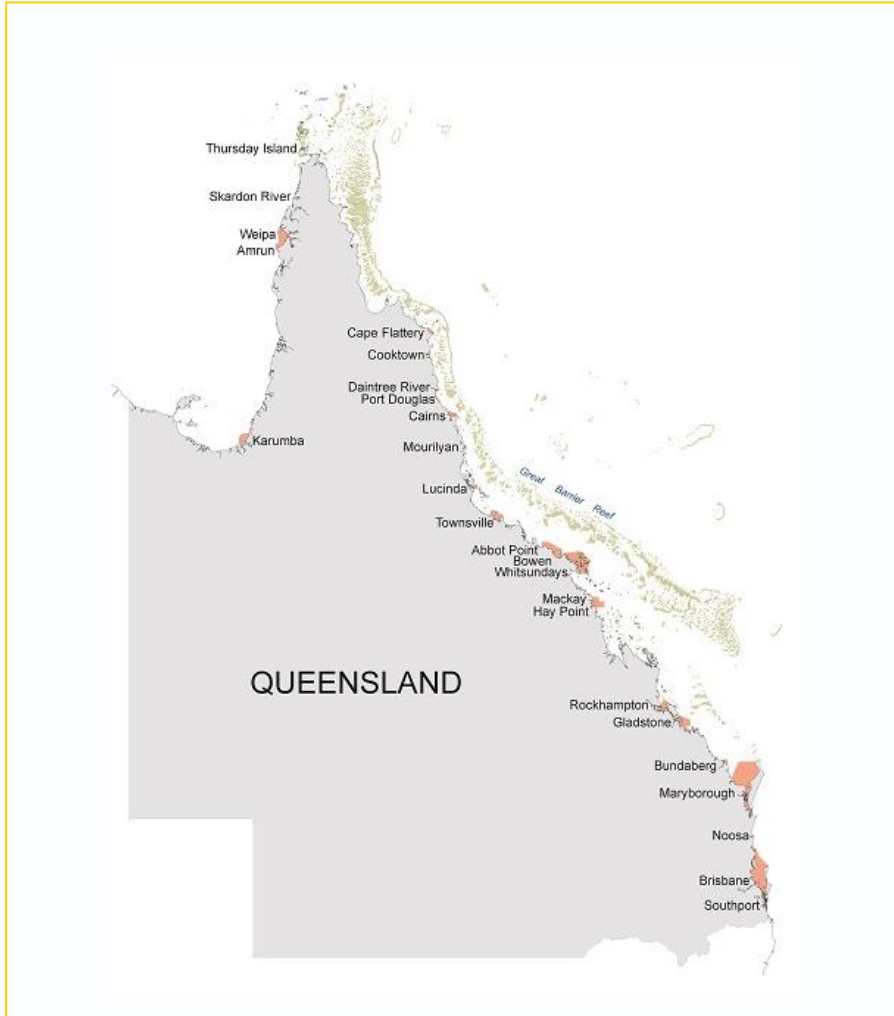 Thursday Island
Skardon River
Weipa
Amrun
Cape Flattery
Cooktown
Daintree River
Port Douglas
Cairns
Karumba
Mourilyan
Great Barrier Reef
Lucinda
Townsville
Abbot Point
Bowen
Whitsundays
Mackay
Hay Point
QUEENSLAND
Rockhampton
Gladstone
Bundaberg
Maryborough
Noosa
Brisbane
Southport